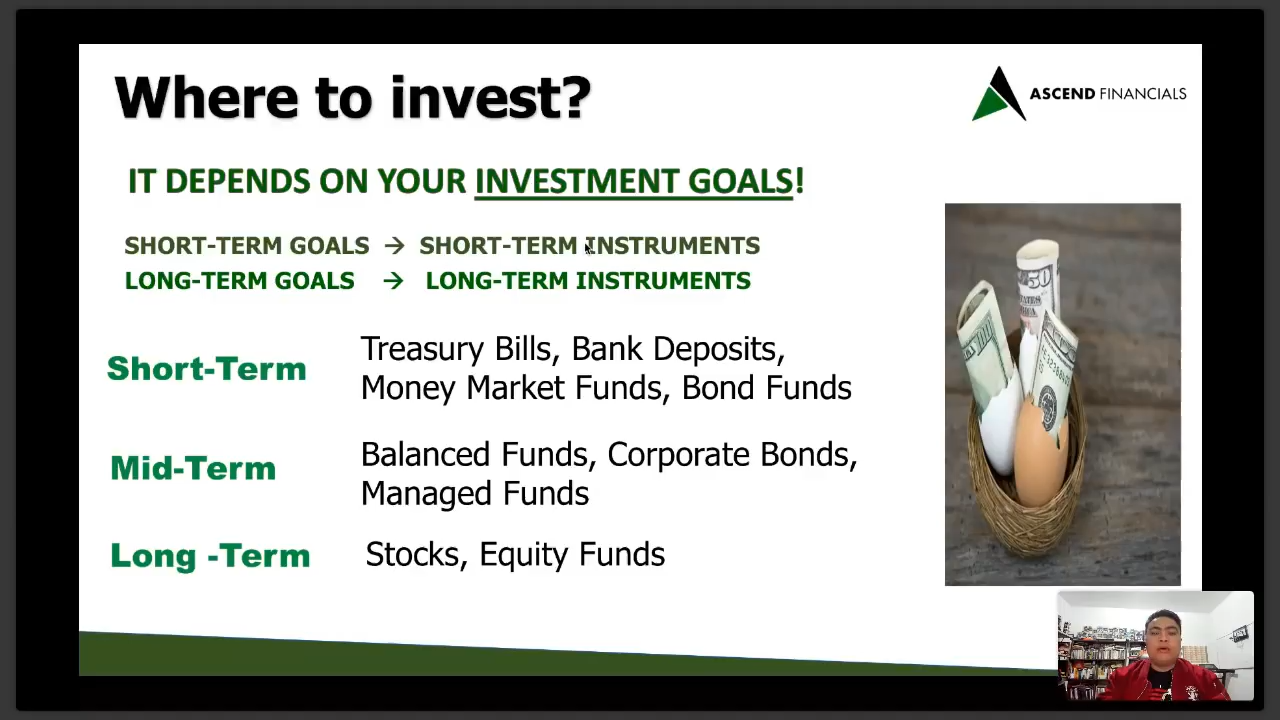 Where to invest?
ASCEND FINANCIALS
IT DEPENDS ON YOUR INVESTMENT GOALS!
SHORT-TERM GOALS → SHORT-TERM INSTRUMENTS
LONG-TERM GOALS → LONG-TERM INSTRUMENTS
Short-Term
Treasury Bills, Bank Deposits,
Money Market Funds, Bond Funds
Mid-Term
Balanced Funds, Corporate Bonds,
Managed Funds
Long -Term
Stocks, Equity Funds